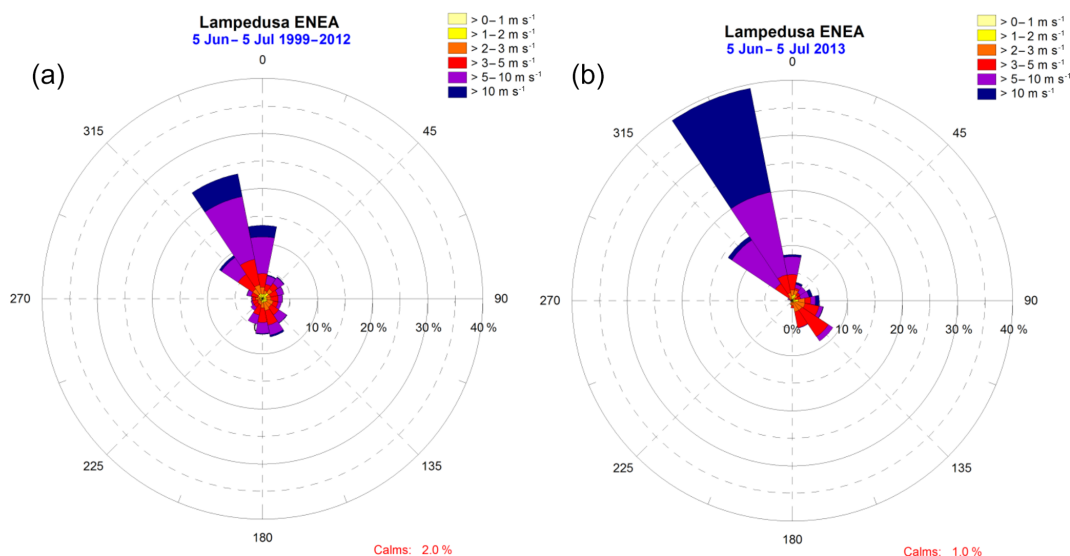 Lampedusa ENEA
5 Jun – 5 Jul 1999–2012
(a)
0
> 0– 1 m s⁻¹
> 1– 2 m s⁻¹
> 2– 3 m s⁻¹
> 3– 5 m s⁻¹
> 5– 10 m s⁻¹
> 10 m s⁻¹
315
45
270
90
10 %
20 %
30 %
40 %
225
135
180
Calms: 2.0 %
Lampedusa ENEA
5 Jun – 5 Jul 2013
(b)
0
> 0– 1 m s⁻¹
> 1– 2 m s⁻¹
> 2– 3 m s⁻¹
> 3– 5 m s⁻¹
> 5– 10 m s⁻¹
> 10 m s⁻¹
315
45
270
90
0%
10 %
20 %
30 %
40 %
225
135
180
Calms: 1.0 %